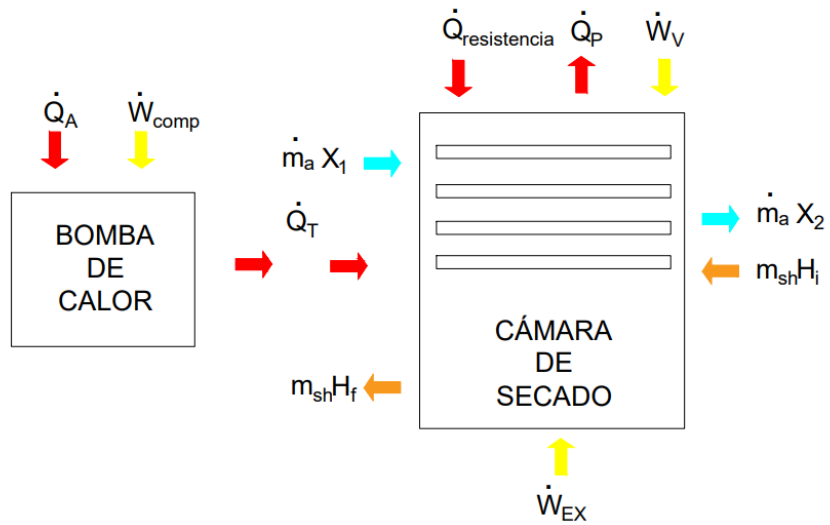 Q̇resistencia Q̇P ẆV
Q̇A Ẇcomp
ṁa X1
BOMBA
DE
CALOR
Q̇T
ṁa X2
mshHi
CÁMARA
DE
SECADO
mshHf
ẆEX